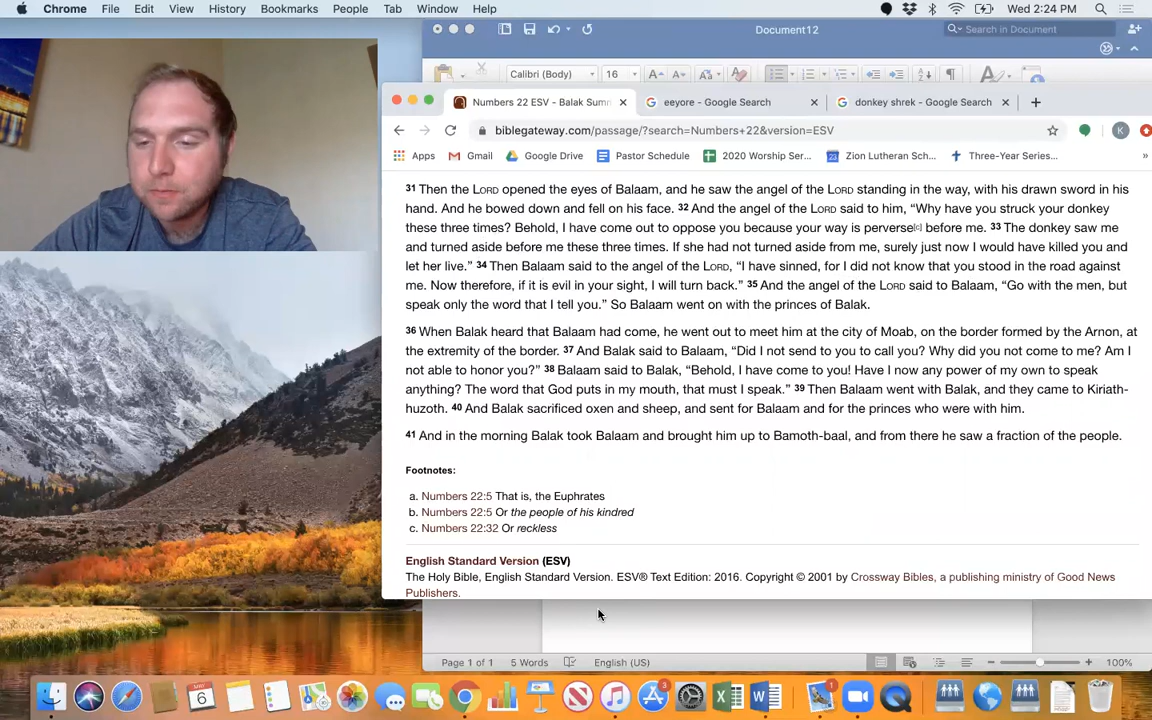 Chrome File Edit View History Bookmarks People Tab Window Help Wed 2:24 PM
Document12 Search in Document
Calibri (Body) 16
Numbers 22 ESV - Balak Sum eeyore - Google Search donkey shrek - Google Search
biblegateway.com/passage/?search=Numbers+22&version=ESV K
Apps Gmail Google Drive Pastor Schedule 2020 Worship Ser... Zion Lutheran Sch... Three-Year Series... »
31 Then the LORD opened the eyes of Balaam, and he saw the angel of the LORD standing in the way, with his drawn sword in his
hand. And he bowed down and fell on his face. 32 And the angel of the LORD said to him, “Why have you struck your donkey
these three times? Behold, I have come out to oppose you because your way is perverse[c] before me. 33 The donkey saw me
and turned aside before me these three times. If she had not turned aside from me, surely just now I would have killed you and
let her live.” 34 Then Balaam said to the angel of the LORD, “I have sinned, for I did not know that you stood in the road against
me. Now therefore, if it is evil in your sight, I will turn back.” 35 And the angel of the LORD said to Balaam, “Go with the men, but
speak only the word that I tell you.” So Balaam went on with the princes of Balak.
36 When Balak heard that Balaam had come, he went out to meet him at the city of Moab, on the border formed by the Arnon, at
the extremity of the border. 37 And Balak said to Balaam, “Did I not send to you to call you? Why did you not come to me? Am I
not able to honor you?” 38 Balaam said to Balak, “Behold, I have come to you! Have I now any power of my own to speak
anything? The word that God puts in my mouth, that must I speak.” 39 Then Balaam went with Balak, and they came to Kiriath-
huzoth. 40 And Balak sacrificed oxen and sheep, and sent for Balaam and for the princes who were with him.
41 And in the morning Balak took Balaam and brought him up to Bamoth-baal, and from there he saw a fraction of the people.
Footnotes:
a. Numbers 22:5 That is, the Euphrates
b. Numbers 22:5 Or the people of his kindred
c. Numbers 22:32 Or reckless
English Standard Version (ESV)
The Holy Bible, English Standard Version. ESV® Text Edition: 2016. Copyright © 2001 by Crossway Bibles, a publishing ministry of Good News
Publishers.
Page 1 of 1 5 Words English (US) 100%
6 3 1